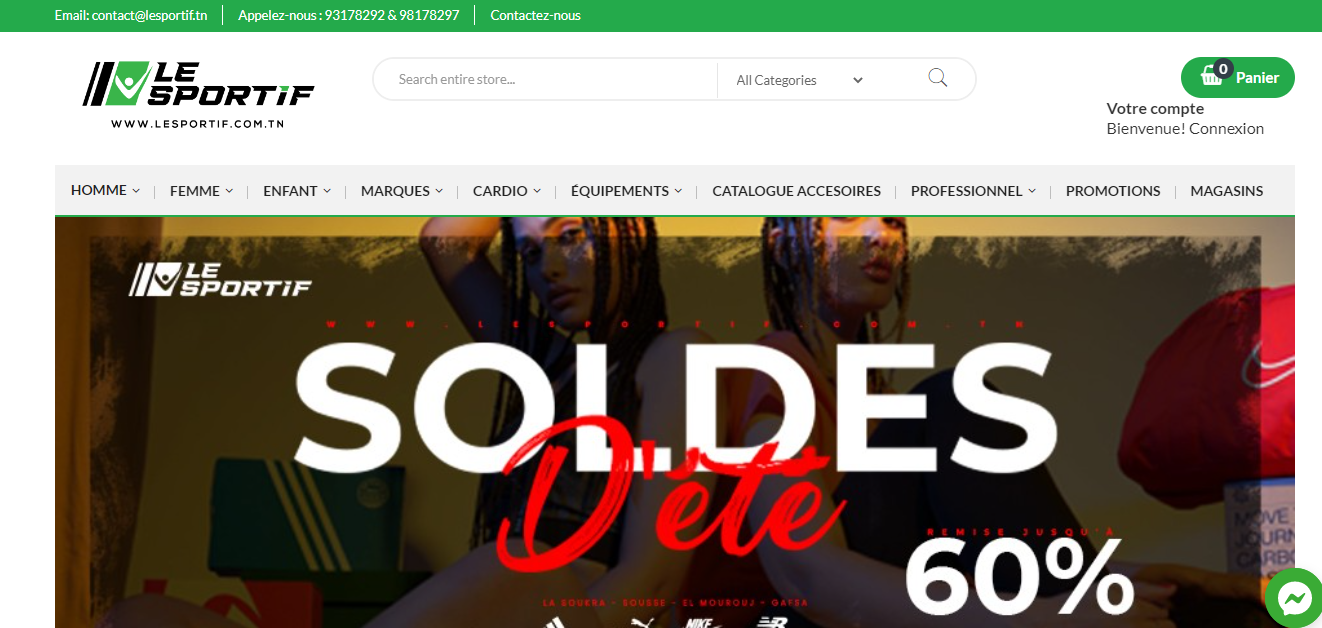 Email: contact@lesportif.tn Appelez-nous : 93178292 & 98178297 Contactez-nous
LE SPORTIF
WWW.LESPORTIF.COM.TN
Search entire store... All Categories
0 Panier
Votre compte
Bienvenue! Connexion
HOMME FEMME ENFANT MARQUES CARDIO ÉQUIPEMENTS CATALOGUE ACCESOIRES PROFESSIONNEL PROMOTIONS MAGASINS
LE SPORTIF
WWW.LESPORTIF.COM.TN
SOLDES
D'été
REMISE JUSQU'À
60%
MOVE
JOURN
CARBO
LA SOUKRA - SOUSSE - EL MOUROUJ - GAFSA
NIKE